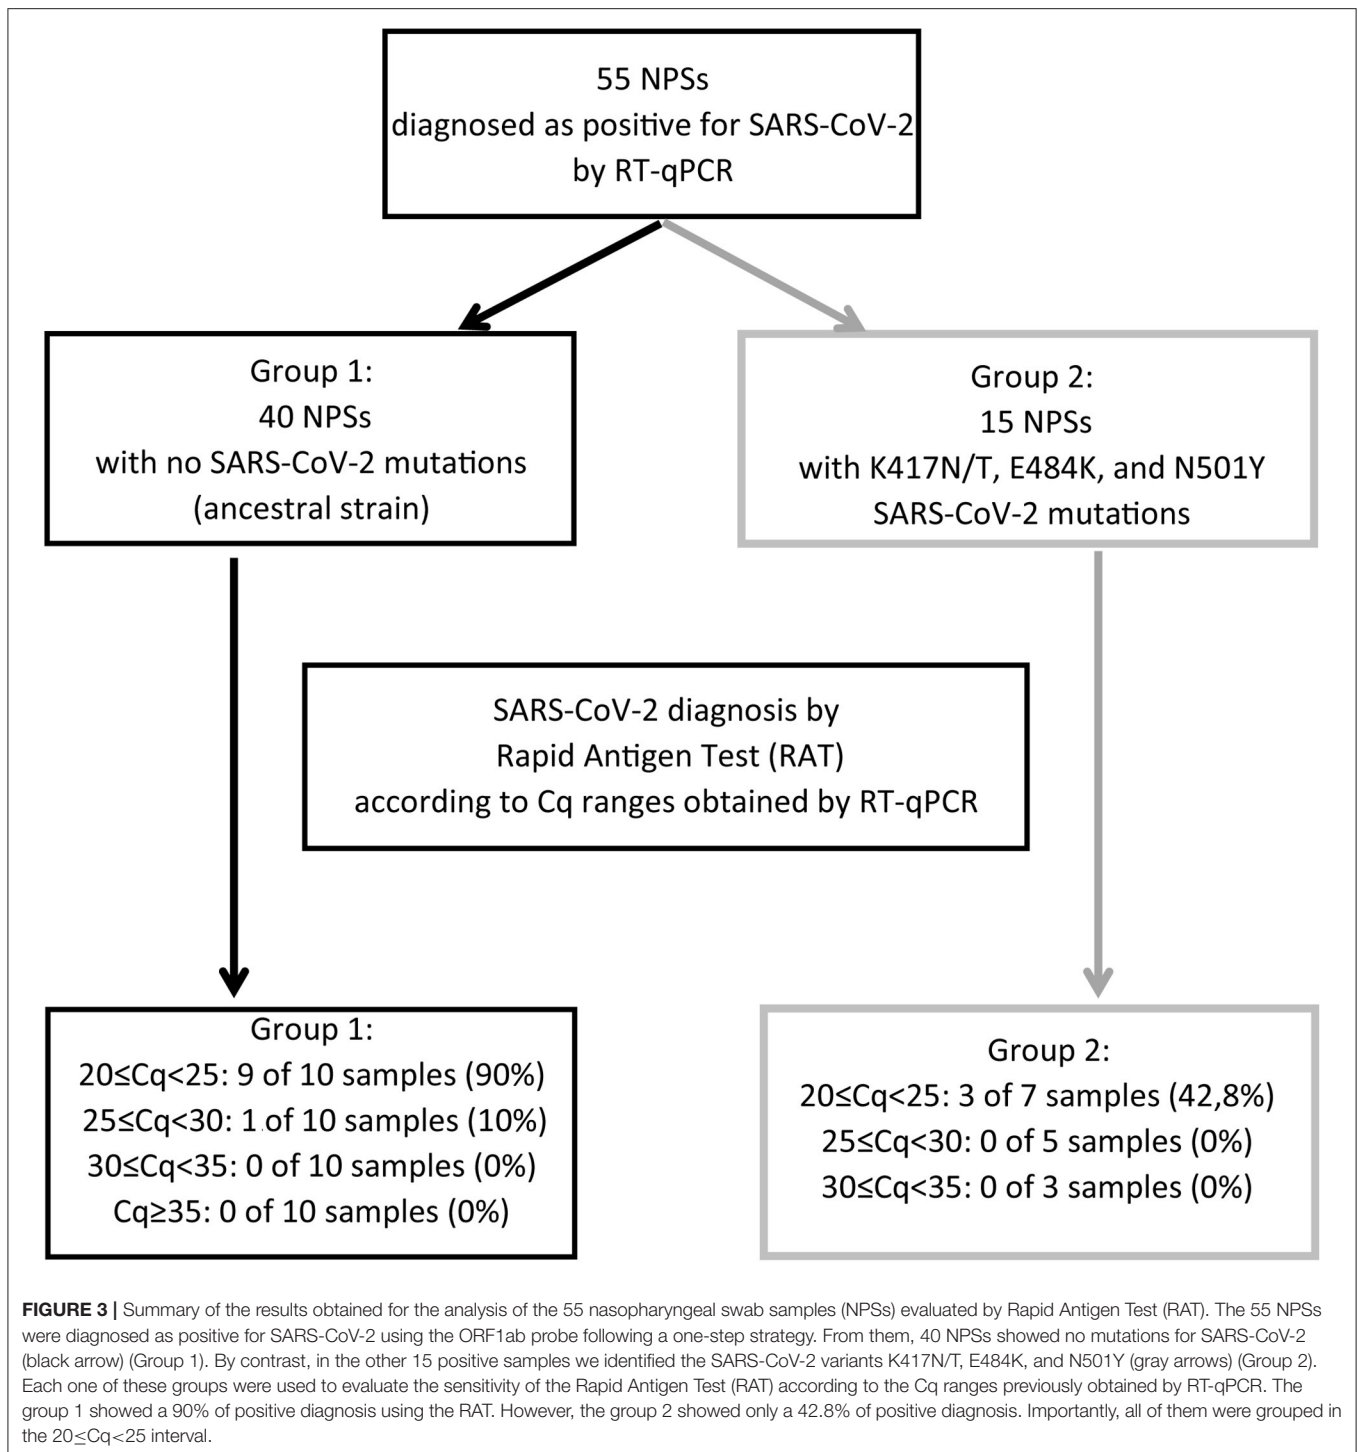 55 NPSs
diagnosed as positive for SARS-CoV-2
by RT-qPCR
Group 1:
40 NPSs
with no SARS-CoV-2 mutations
(ancestral strain)
Group 2:
15 NPSs
with K417N/T, E484K, and N501Y
SARS-CoV-2 mutations
SARS-CoV-2 diagnosis by
Rapid Antigen Test (RAT)
according to Cq ranges obtained by RT-qPCR
Group 1:
20≤Cq<25: 9 of 10 samples (90%)
25≤Cq<30: 1 of 10 samples (10%)
30≤Cq<35: 0 of 10 samples (0%)
Cq≥35: 0 of 10 samples (0%)
Group 2:
20≤Cq<25: 3 of 7 samples (42,8%)
25≤Cq<30: 0 of 5 samples (0%)
30≤Cq<35: 0 of 3 samples (0%)
FIGURE 3 | Summary of the results obtained for the analysis of the 55 nasopharyngeal swab samples (NPSs) evaluated by Rapid Antigen Test (RAT). The 55 NPSs
were diagnosed as positive for SARS-CoV-2 using the ORF1ab probe following a one-step strategy. From them, 40 NPSs showed no mutations for SARS-CoV-2
(black arrow) (Group 1). By contrast, in the other 15 positive samples we identified the SARS-CoV-2 variants K417N/T, E484K, and N501Y (gray arrows) (Group 2).
Each one of these groups were used to evaluate the sensitivity of the Rapid Antigen Test (RAT) according to the Cq ranges previously obtained by RT-qPCR. The
group 1 showed a 90% of positive diagnosis using the RAT. However, the group 2 showed only a 42.8% of positive diagnosis. Importantly, all of them were grouped in
the 20≤Cq<25 interval.